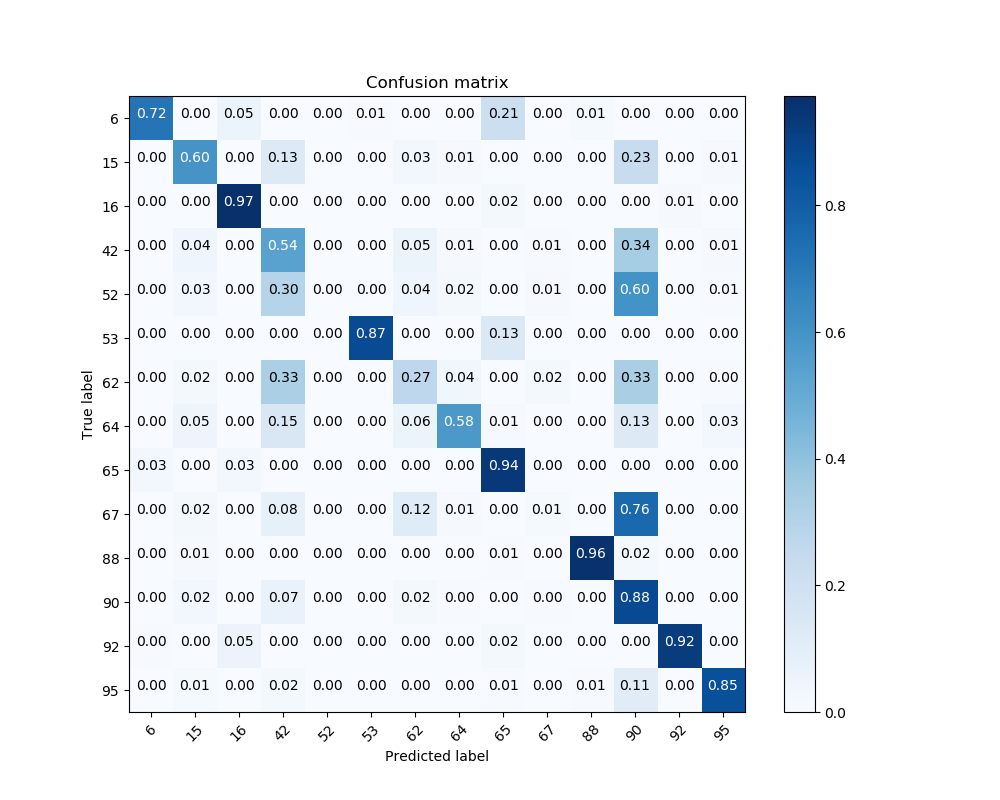 Confusion matrix
6 0.72 0.00 0.05 0.00 0.00 0.01 0.00 0.00 0.21 0.00 0.01 0.00 0.00 0.00
15 0.00 0.60 0.00 0.13 0.00 0.00 0.03 0.01 0.00 0.00 0.00 0.23 0.00 0.01
16 0.00 0.00 0.97 0.00 0.00 0.00 0.00 0.00 0.02 0.00 0.00 0.00 0.01 0.00
42 0.00 0.04 0.00 0.54 0.00 0.00 0.05 0.01 0.00 0.01 0.00 0.34 0.00 0.01
52 0.00 0.03 0.00 0.30 0.00 0.00 0.04 0.02 0.00 0.01 0.00 0.60 0.00 0.01
53 0.00 0.00 0.00 0.00 0.00 0.87 0.00 0.00 0.13 0.00 0.00 0.00 0.00 0.00
62 0.00 0.02 0.00 0.33 0.00 0.00 0.27 0.04 0.00 0.02 0.00 0.33 0.00 0.00
64 0.00 0.05 0.00 0.15 0.00 0.00 0.06 0.58 0.01 0.00 0.00 0.13 0.00 0.03
65 0.03 0.00 0.03 0.00 0.00 0.00 0.00 0.00 0.94 0.00 0.00 0.00 0.00 0.00
67 0.00 0.02 0.00 0.08 0.00 0.00 0.12 0.01 0.00 0.01 0.00 0.76 0.00 0.00
88 0.00 0.01 0.00 0.00 0.00 0.00 0.00 0.00 0.01 0.00 0.96 0.02 0.00 0.00
90 0.00 0.02 0.00 0.07 0.00 0.00 0.02 0.00 0.00 0.00 0.00 0.88 0.00 0.00
92 0.00 0.00 0.05 0.00 0.00 0.00 0.00 0.00 0.02 0.00 0.00 0.00 0.92 0.00
95 0.00 0.01 0.00 0.02 0.00 0.00 0.00 0.00 0.01 0.00 0.01 0.11 0.00 0.85
6 15 16 42 52 53 62 64 65 67 88 90 92 95
Predicted label
True label
0.8
0.6
0.4
0.2
0.0